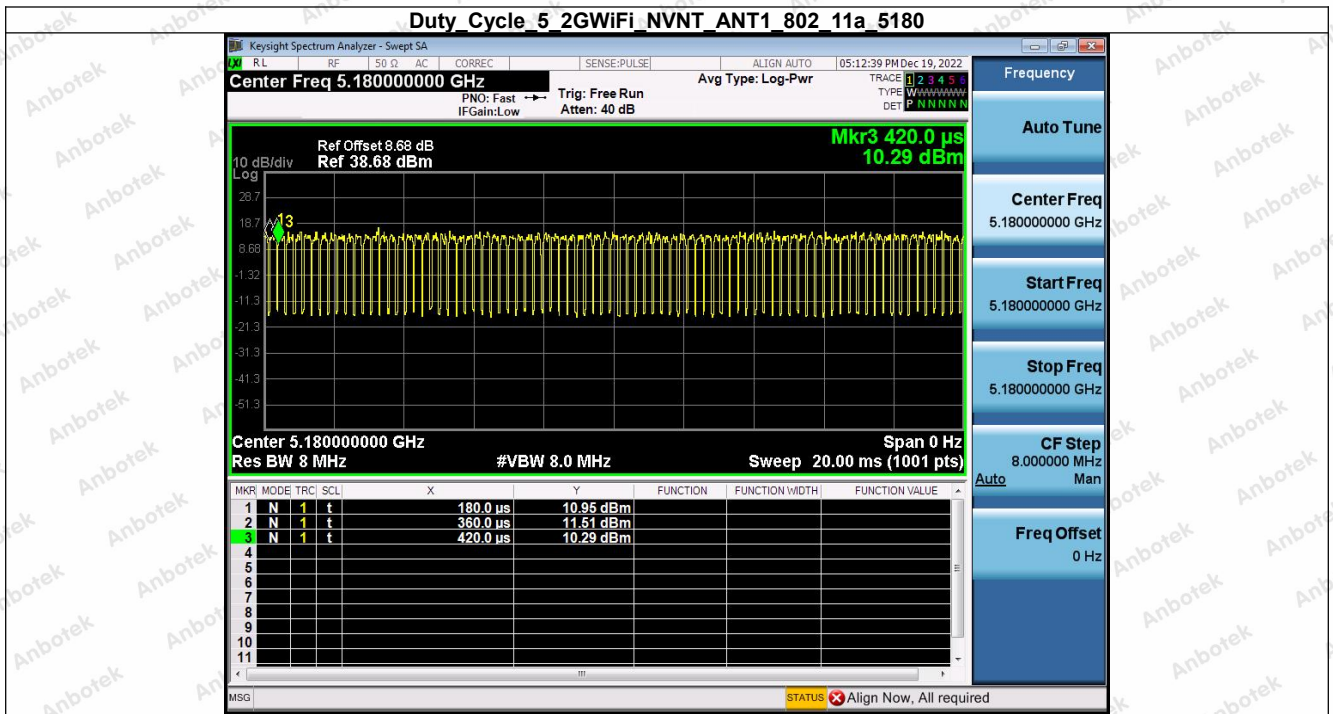 Duty_Cycle_5_2GWiFi_NVNT_ANT1_802_11a_5180
Keysight Spectrum Analyzer - Swept SA
LXI RL RF 50 Ω AC CORREC SENSE:PULSE ALIGN AUTO 05:12:39 PM Dec 19, 2022
Center Freq 5.180000000 GHz
PNO: Fast
IFGain:Low
Trig: Free Run
Atten: 40 dB
Avg Type: Log-Pwr
TRACE 1 2 3 4 5 6
TYPE WWWWWW
DET P N N N N N
Ref Offset 8.68 dB
10 dB/div Ref 38.68 dBm
Log
Mkr3 420.0 µs
10.29 dBm
28.7
18.7
8.68
-1.32
-11.3
-21.3
-31.3
-41.3
-51.3
13
Center 5.180000000 GHz Span 0 Hz
Res BW 8 MHz #VBW 8.0 MHz Sweep 20.00 ms (1001 pts)
MKR MODE TRC SCL X Y FUNCTION FUNCTION WIDTH FUNCTION VALUE
1 N 1 t 180.0 µs 10.95 dBm
2 N 1 t 360.0 µs 11.51 dBm
3 N 1 t 420.0 µs 10.29 dBm
4
5
6
7
8
9
10
11
MSG STATUS Align Now, All required
Frequency
Auto Tune
Center Freq
5.180000000 GHz
Start Freq
5.180000000 GHz
Stop Freq
5.180000000 GHz
CF Step
8.000000 MHz
Auto Man
Freq Offset
0 Hz
Anbotek